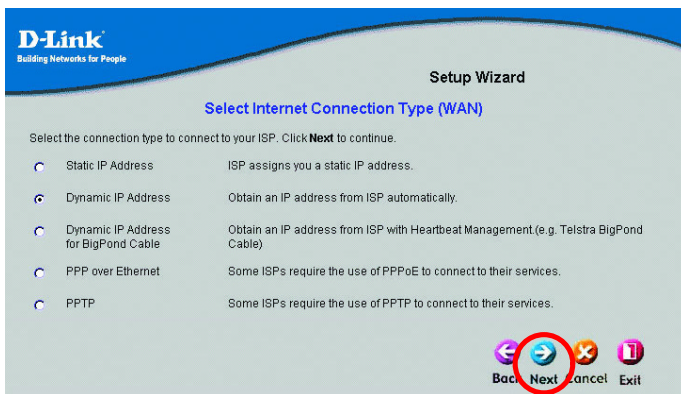 D-Link
Building Networks for People
Setup Wizard
Select Internet Connection Type (WAN)
Select the connection type to connect to your ISP. Click Next to continue.
Static IP Address ISP assigns you a static IP address.
Dynamic IP Address Obtain an IP address from ISP automatically.
Dynamic IP Address Obtain an IP address from ISP with Heartbeat Management.(e.g. Telstra BigPond
for BigPond Cable Cable)
PPP over Ethernet Some ISPs require the use of PPPoE to connect to their services.
PPTP Some ISPs require the use of PPTP to connect to their services.
Back Next Cancel Exit